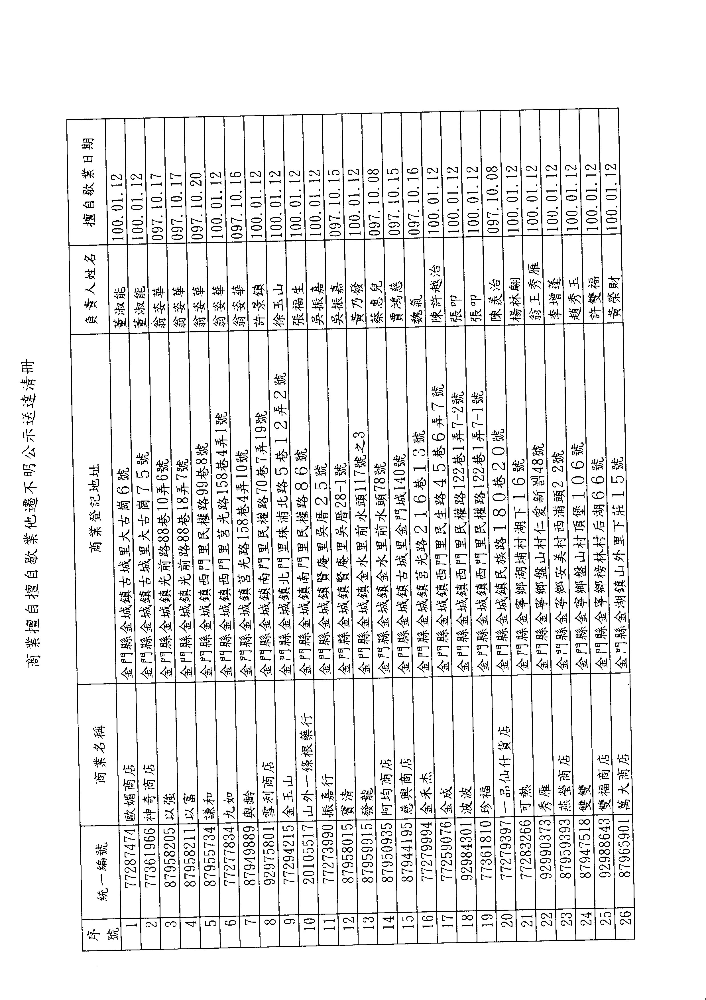 商業擅自擅自歇業他遷不明公示送達清冊
序號 統一編號 商業名稱 商業登記地址 負責人姓名 擅自歇業日期
1 77287474 歐媚商店 金門縣金城鎮古城里大古崗６號 董淑能 100.01.12
2 77361966 神奇商店 金門縣金城鎮古城里大古崗７５號 董淑能 100.01.12
3 87958205 以強 金門縣金城鎮光前路88巷10弄6號 翁姿華 097.10.17
4 87958211 以富 金門縣金城鎮光前路88巷18弄7號 翁姿華 097.10.17
5 87955734 謙和 金門縣金城鎮西門里民權路99巷8號 翁姿華 097.10.20
6 77277834 九如 金門縣金城鎮西門里莒光路158巷4弄1號 翁姿華 100.01.12
7 87949889 與齡 金門縣金城鎮莒光路158巷4弄10號 翁姿華 097.10.16
8 92975801 雪利商店 金門縣金城鎮南門里民權路70巷7弄19號 許景鎮 100.01.12
9 77294215 金玉山 金門縣金城鎮北門里珠浦北路５巷１２弄２號 徐玉山 100.01.12
10 20105517 山外一條根藥行 金門縣金城鎮南門里民權路８６號 張福生 100.01.12
11 77273990 振嘉行 金門縣金城鎮賢庵里吳厝２５號 吳振嘉 100.01.12
12 87958015 寶清 金門縣金城鎮賢庵里吳厝28-1號 吳振嘉 097.10.15
13 87959915 發龍 金門縣金城鎮金水里前水頭117號之3 黃乃發 100.01.12
14 87950935 阿均商店 金門縣金城鎮金水里前水頭78號 蔡惠兒 097.10.08
15 87944195 慈興商店 金門縣金城鎮古城里金門城140號 賈鴻慈 097.10.15
16 77279994 金禾杰 金門縣金城鎮莒光路２１６巷１３號 魏氣 097.10.16
17 77259076 金成 金門縣金城鎮西門里民生路４５巷６弄７號 陳許越治 100.01.12
18 92984301 波波 金門縣金城鎮西門里民權路122巷1弄7-2號 張叩 100.01.12
19 77361810 珍福 金門縣金城鎮西門里民權路122巷1弄7-1號 張叩 100.01.12
20 77279397 一品仙什貨店 金門縣金城鎮民族路１８０巷２０號 陳羨治 097.10.08
21 77283266 可熱 金門縣金寧鄉湖埔村湖下１６號 楊林翩 100.01.12
22 92990373 秀雁 金門縣金寧鄉盤山村仁愛新48號 翁王秀雁 100.01.12
23 87959393 燕瑩商店 金門縣金寧鄉安美村西浦頭2-2號 李增蓬 100.01.12
24 87947518 雙雙 金門縣金寧鄉盤山村頂堡１０６號 趙秀玉 100.01.12
25 92988643 雙福商店 金門縣金寧鄉榜林村后湖６６號 許雙福 100.01.12
26 87965901 萬大商店 金門縣金湖鎮山外里下莊１５號 黃榮財 100.01.12